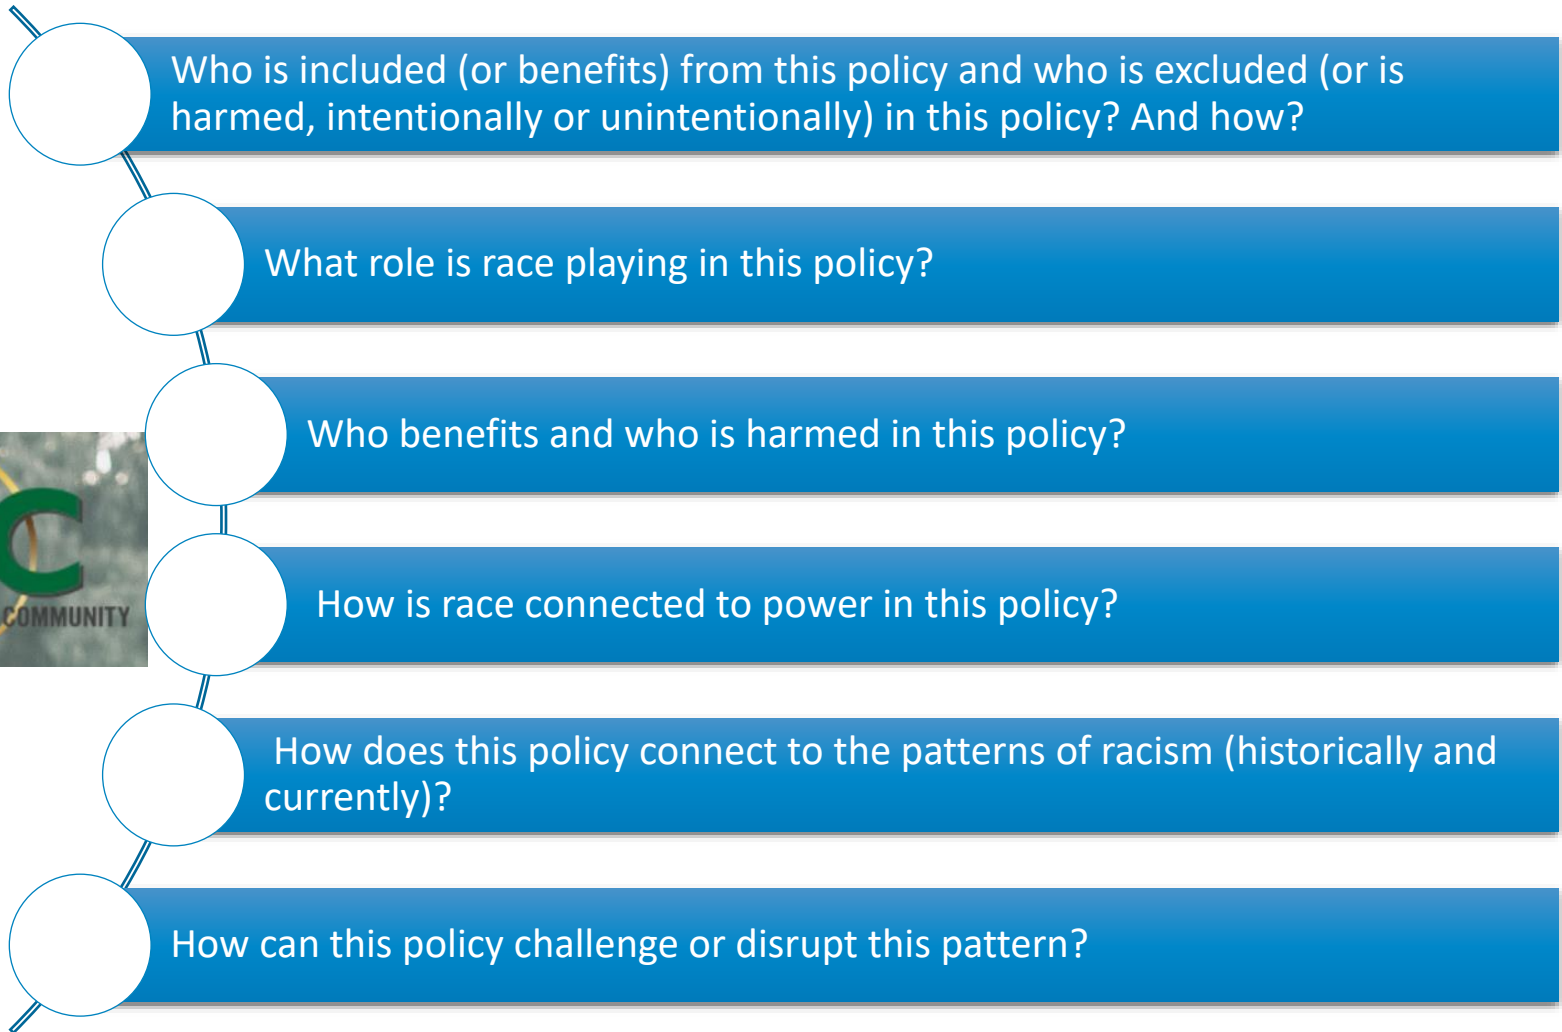 Who is included (or benefits) from this policy and who is excluded (or is
harmed, intentionally or unintentionally) in this policy? And how?
What role is race playing in this policy?
Who benefits and who is harmed in this policy?
C
COMMUNITY
How is race connected to power in this policy?
How does this policy connect to the patterns of racism (historically and
currently)?
How can this policy challenge or disrupt this pattern?